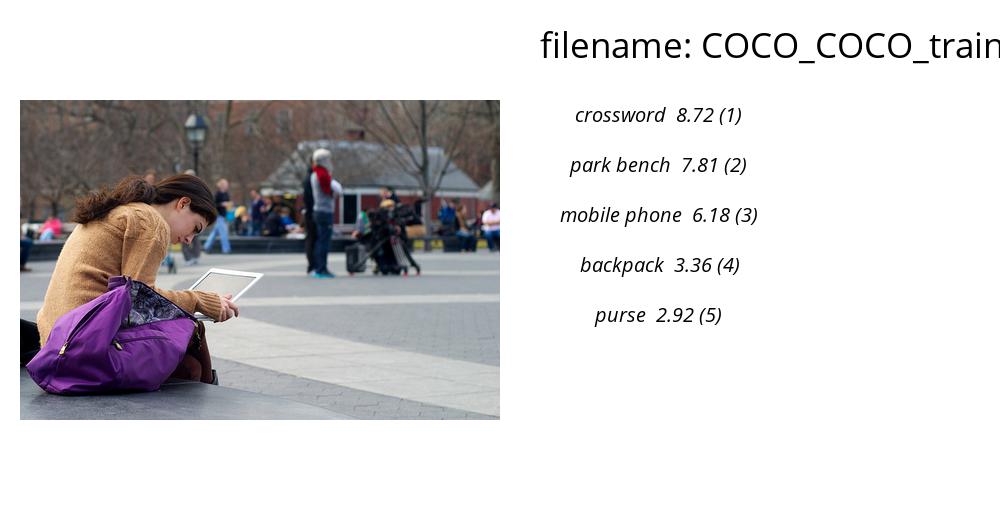 filename: COCO_COCO_train
crossword 8.72 (1)
park bench 7.81 (2)
mobile phone 6.18 (3)
backpack 3.36 (4)
purse 2.92 (5)